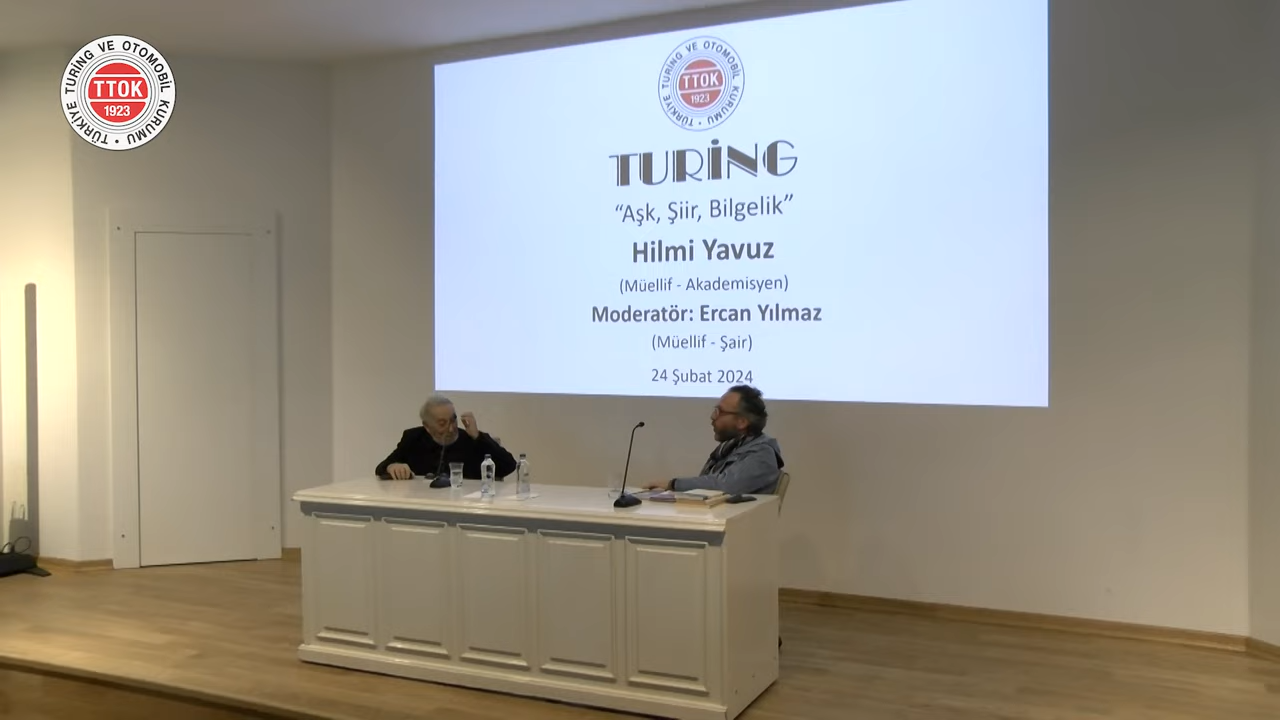 TÜRKİYE TURİNG VE OTOMOBİL KURUMU •
TTOK
1923
TÜRKİYE TURİNG VE OTOMOBİL KURUMU •
TTOK
1923
TURİNG
“Aşk, Şiir, Bilgelik”
Hilmi Yavuz
(Müellif - Akademisyen)
Moderatör: Ercan Yılmaz
(Müellif - Şair)
24 Şubat 2024